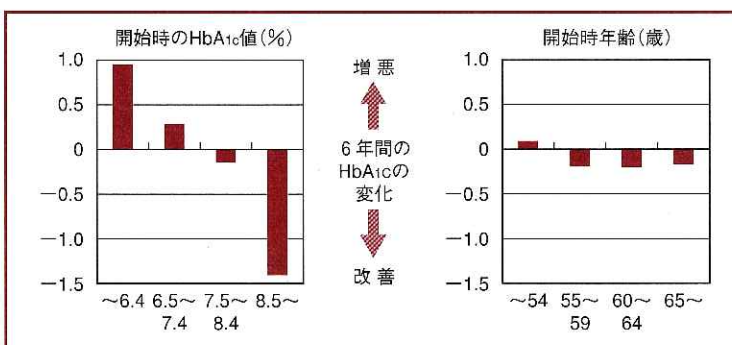 開始時のHbA1c値(%)
1.0
0.5
0
−0.5
−1.0
−1.5
〜6.4 6.5〜 7.5〜 8.5〜
7.4 8.4
増悪
6年間の
HbA1Cの
変化
改善
開始時年齢(歳)
1.0
0.5
0
−0.5
−1.0
−1.5
〜54 55〜 60〜 65〜
59 64